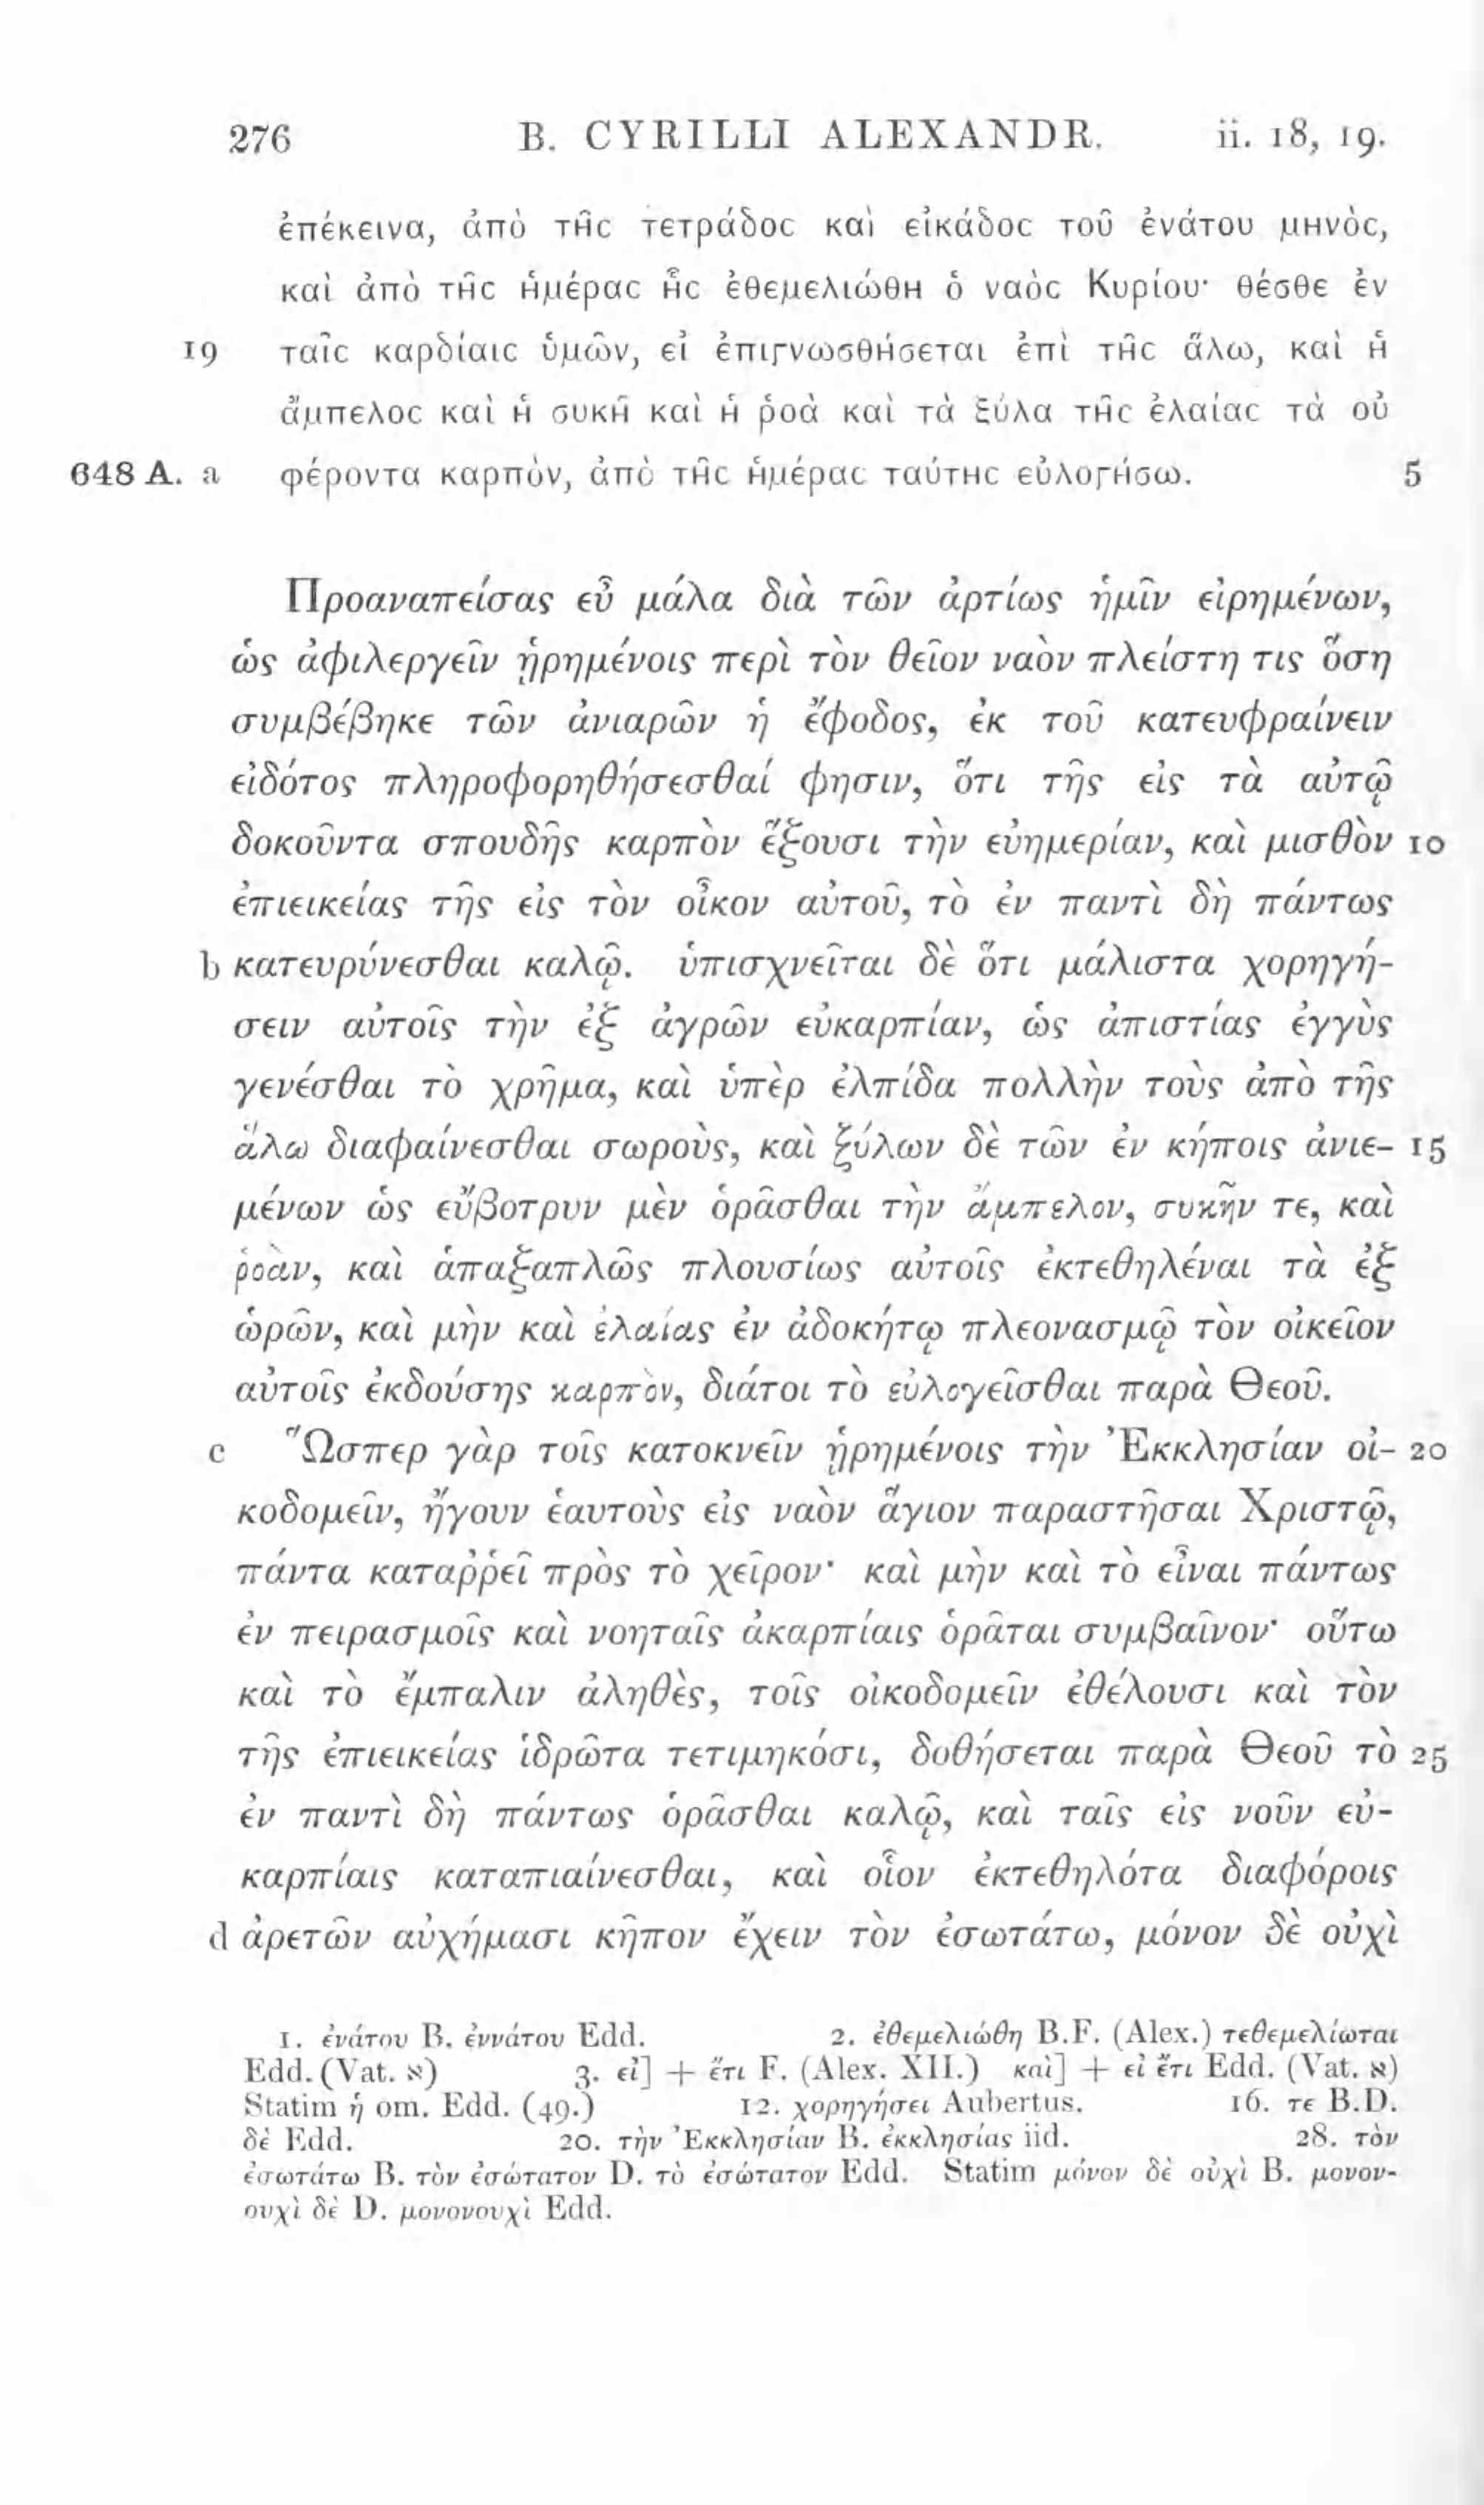 276 B. CYRILLI ALEXANDR. ii. 18, 19.
ἐπέκεινα, ἀπὸ τῆς τετράδος καὶ εἰκάδος τοῦ ἐνάτου μηνὸς,
καὶ ἀπὸ τῆς ἡμέρας ἧς ἐθεμελιώθη ὁ ναὸς Κυρίου· θέσθε ἐν
19 ταῖς καρδίαις ὑμῶν, εἰ ἐπιγνωσθήσεται ἐπὶ τῆς ἅλω, καὶ ἡ
ἄμπελος καὶ ἡ συκῆ καὶ ἡ ῥοὰ καὶ τὰ ξύλα τῆς ἐλαίας τὰ οὐ
648 A. a φέροντα καρπὸν, ἀπὸ τῆς ἡμέρας ταύτης εὐλογήσω. 5
Προαναπείσας εὖ μάλα διὰ τῶν ἀρτίως ἡμῖν εἰρημένων,
ὡς ἀφιλεργεῖν ᾑρημένοις περὶ τὸν θεῖον ναὸν πλείστη τις ὅση
συμβέβηκε τῶν ἀνιαρῶν ἡ ἔφοδος, ἐκ τοῦ κατευφραίνειν
εἰδότος πληροφορηθήσεσθαί φησιν, ὅτι τῆς εἰς τὰ αὐτῷ
δοκοῦντα σπουδῆς καρπὸν ἕξουσι τὴν εὐημερίαν, καὶ μισθὸν 10
ἐπιεικείας τῆς εἰς τὸν οἶκον αὐτοῦ, τὸ ἐν παντὶ δὴ πάντως
b κατευρύνεσθαι καλῷ. ὑπισχνεῖται δὲ ὅτι μάλιστα χορηγή-
σειν αὐτοῖς τὴν ἐξ ἀγρῶν εὐκαρπίαν, ὡς ἀπιστίας ἐγγὺς
γενέσθαι τὸ χρῆμα, καὶ ὑπὲρ ἐλπίδα πολλὴν τοὺς ἀπὸ τῆς
ἅλω διαφαίνεσθαι σωροὺς, καὶ ξύλων δὲ τῶν ἐν κήποις ἀνιε- 15
μένων ὡς εὔβοτρυν μὲν ὁρᾶσθαι τὴν ἄμπελον, συκῆν τε, καὶ
ῥοὰν, καὶ ἁπαξαπλῶς πλουσίως αὐτοῖς ἐκτεθηλέναι τὰ ἐξ
ὡρῶν, καὶ μὴν καὶ ἐλαίας ἐν ἀδοκήτῳ πλεονασμῷ τὸν οἰκεῖον
αὐτοῖς ἐκδούσης καρπὸν, διάτοι τὸ εὐλογεῖσθαι παρὰ Θεοῦ.
c Ὥσπερ γὰρ τοῖς κατοκνεῖν ᾑρημένοις τὴν Ἐκκλησίαν οἰ- 20
κοδομεῖν, ἤγουν ἑαυτοὺς εἰς ναὸν ἅγιον παραστῆσαι Χριστῷ,
πάντα καταῤῥεῖ πρὸς τὸ χεῖρον· καὶ μὴν καὶ τὸ εἶναι πάντως
ἐν πειρασμοῖς καὶ νοηταῖς ἀκαρπίαις ὁρᾶται συμβαῖνον· οὕτω
καὶ τὸ ἔμπαλιν ἀληθὲς, τοῖς οἰκοδομεῖν ἐθέλουσι καὶ τὸν
τῆς ἐπιεικείας ἱδρῶτα τετιμηκόσι, δοθήσεται παρὰ Θεοῦ τὸ 25
ἐν παντὶ δὴ πάντως ὁρᾶσθαι καλῷ, καὶ ταῖς εἰς νοῦν εὐ-
καρπίαις καταπιαίνεσθαι, καὶ οἷον ἐκτεθηλότα διαφόροις
d ἀρετῶν αὐχήμασι κῆπον ἔχειν τὸν ἐσωτάτω, μόνον δὲ οὐχὶ
1. ἐνάτου B. ἐννάτου Edd. 2. ἐθεμελιώθη B.F. (Alex.) τεθεμελίωται
Edd. (Vat. א) 3. εἰ] + ἔτι F. (Alex. XII.) καὶ] + εἰ ἔτι Edd. (Vat. א)
Statim ἡ om. Edd. (49.) 12. χορηγήσει Aubertus. 16. τε B.D.
δὲ Edd. 20. τὴν Ἐκκλησίαν B. ἐκκλησίας iid. 28. τὸν
ἐσωτάτω B. τὸν ἐσώτατον D. τὸ ἐσώτατον Edd. Statim μόνον δὲ οὐχὶ B. μονον-
ουχὶ δὲ D. μονονουχὶ Edd.